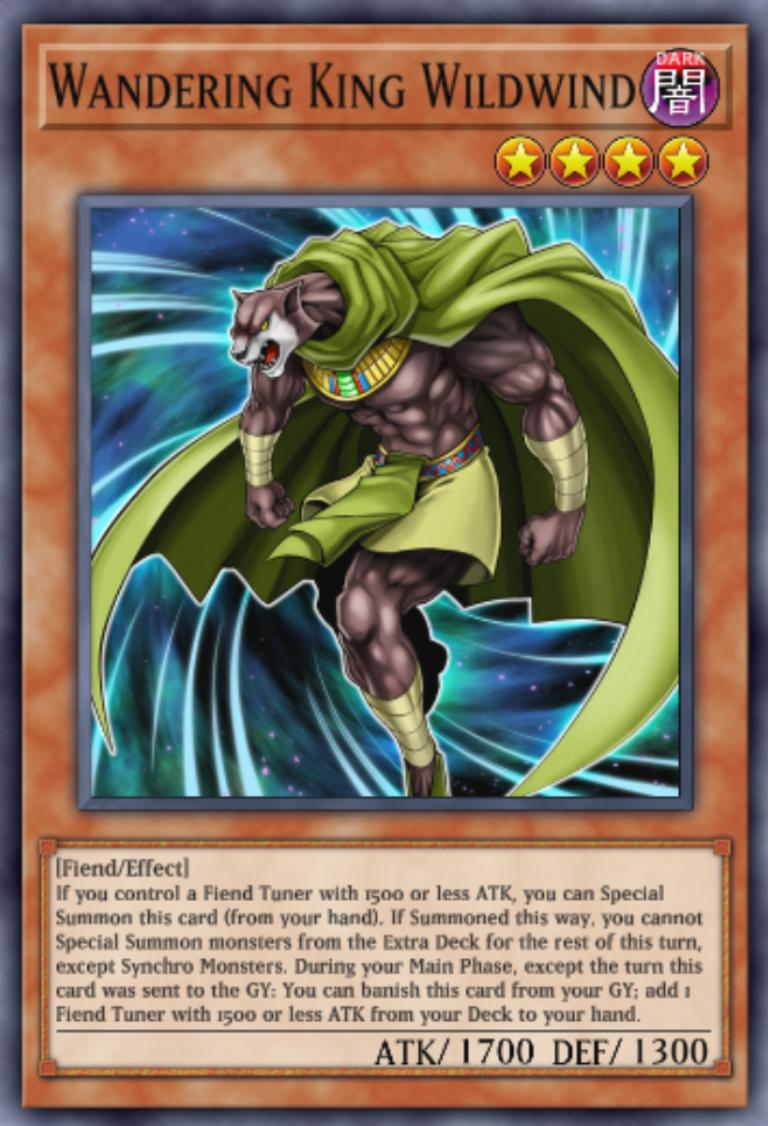 WANDERING KING WILDWIND
DARK
闇
[Fiend/Effect]
If you control a Fiend Tuner with 1500 or less ATK, you can Special
Summon this card (from your hand). If Summoned this way, you cannot
Special Summon monsters from the Extra Deck for the rest of this turn,
except Synchro Monsters. During your Main Phase, except the turn this
card was sent to the GY: You can banish this card from your GY; add 1
Fiend Tuner with 1500 or less ATK from your Deck to your hand.
ATK/ 1700 DEF/ 1300